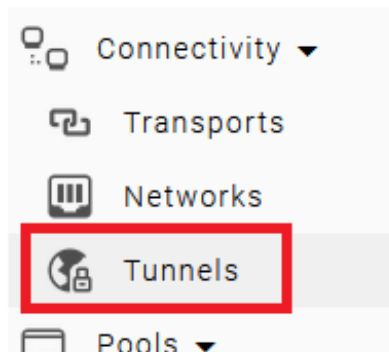 Connectivity
Transports
Networks
Tunnels
Pools